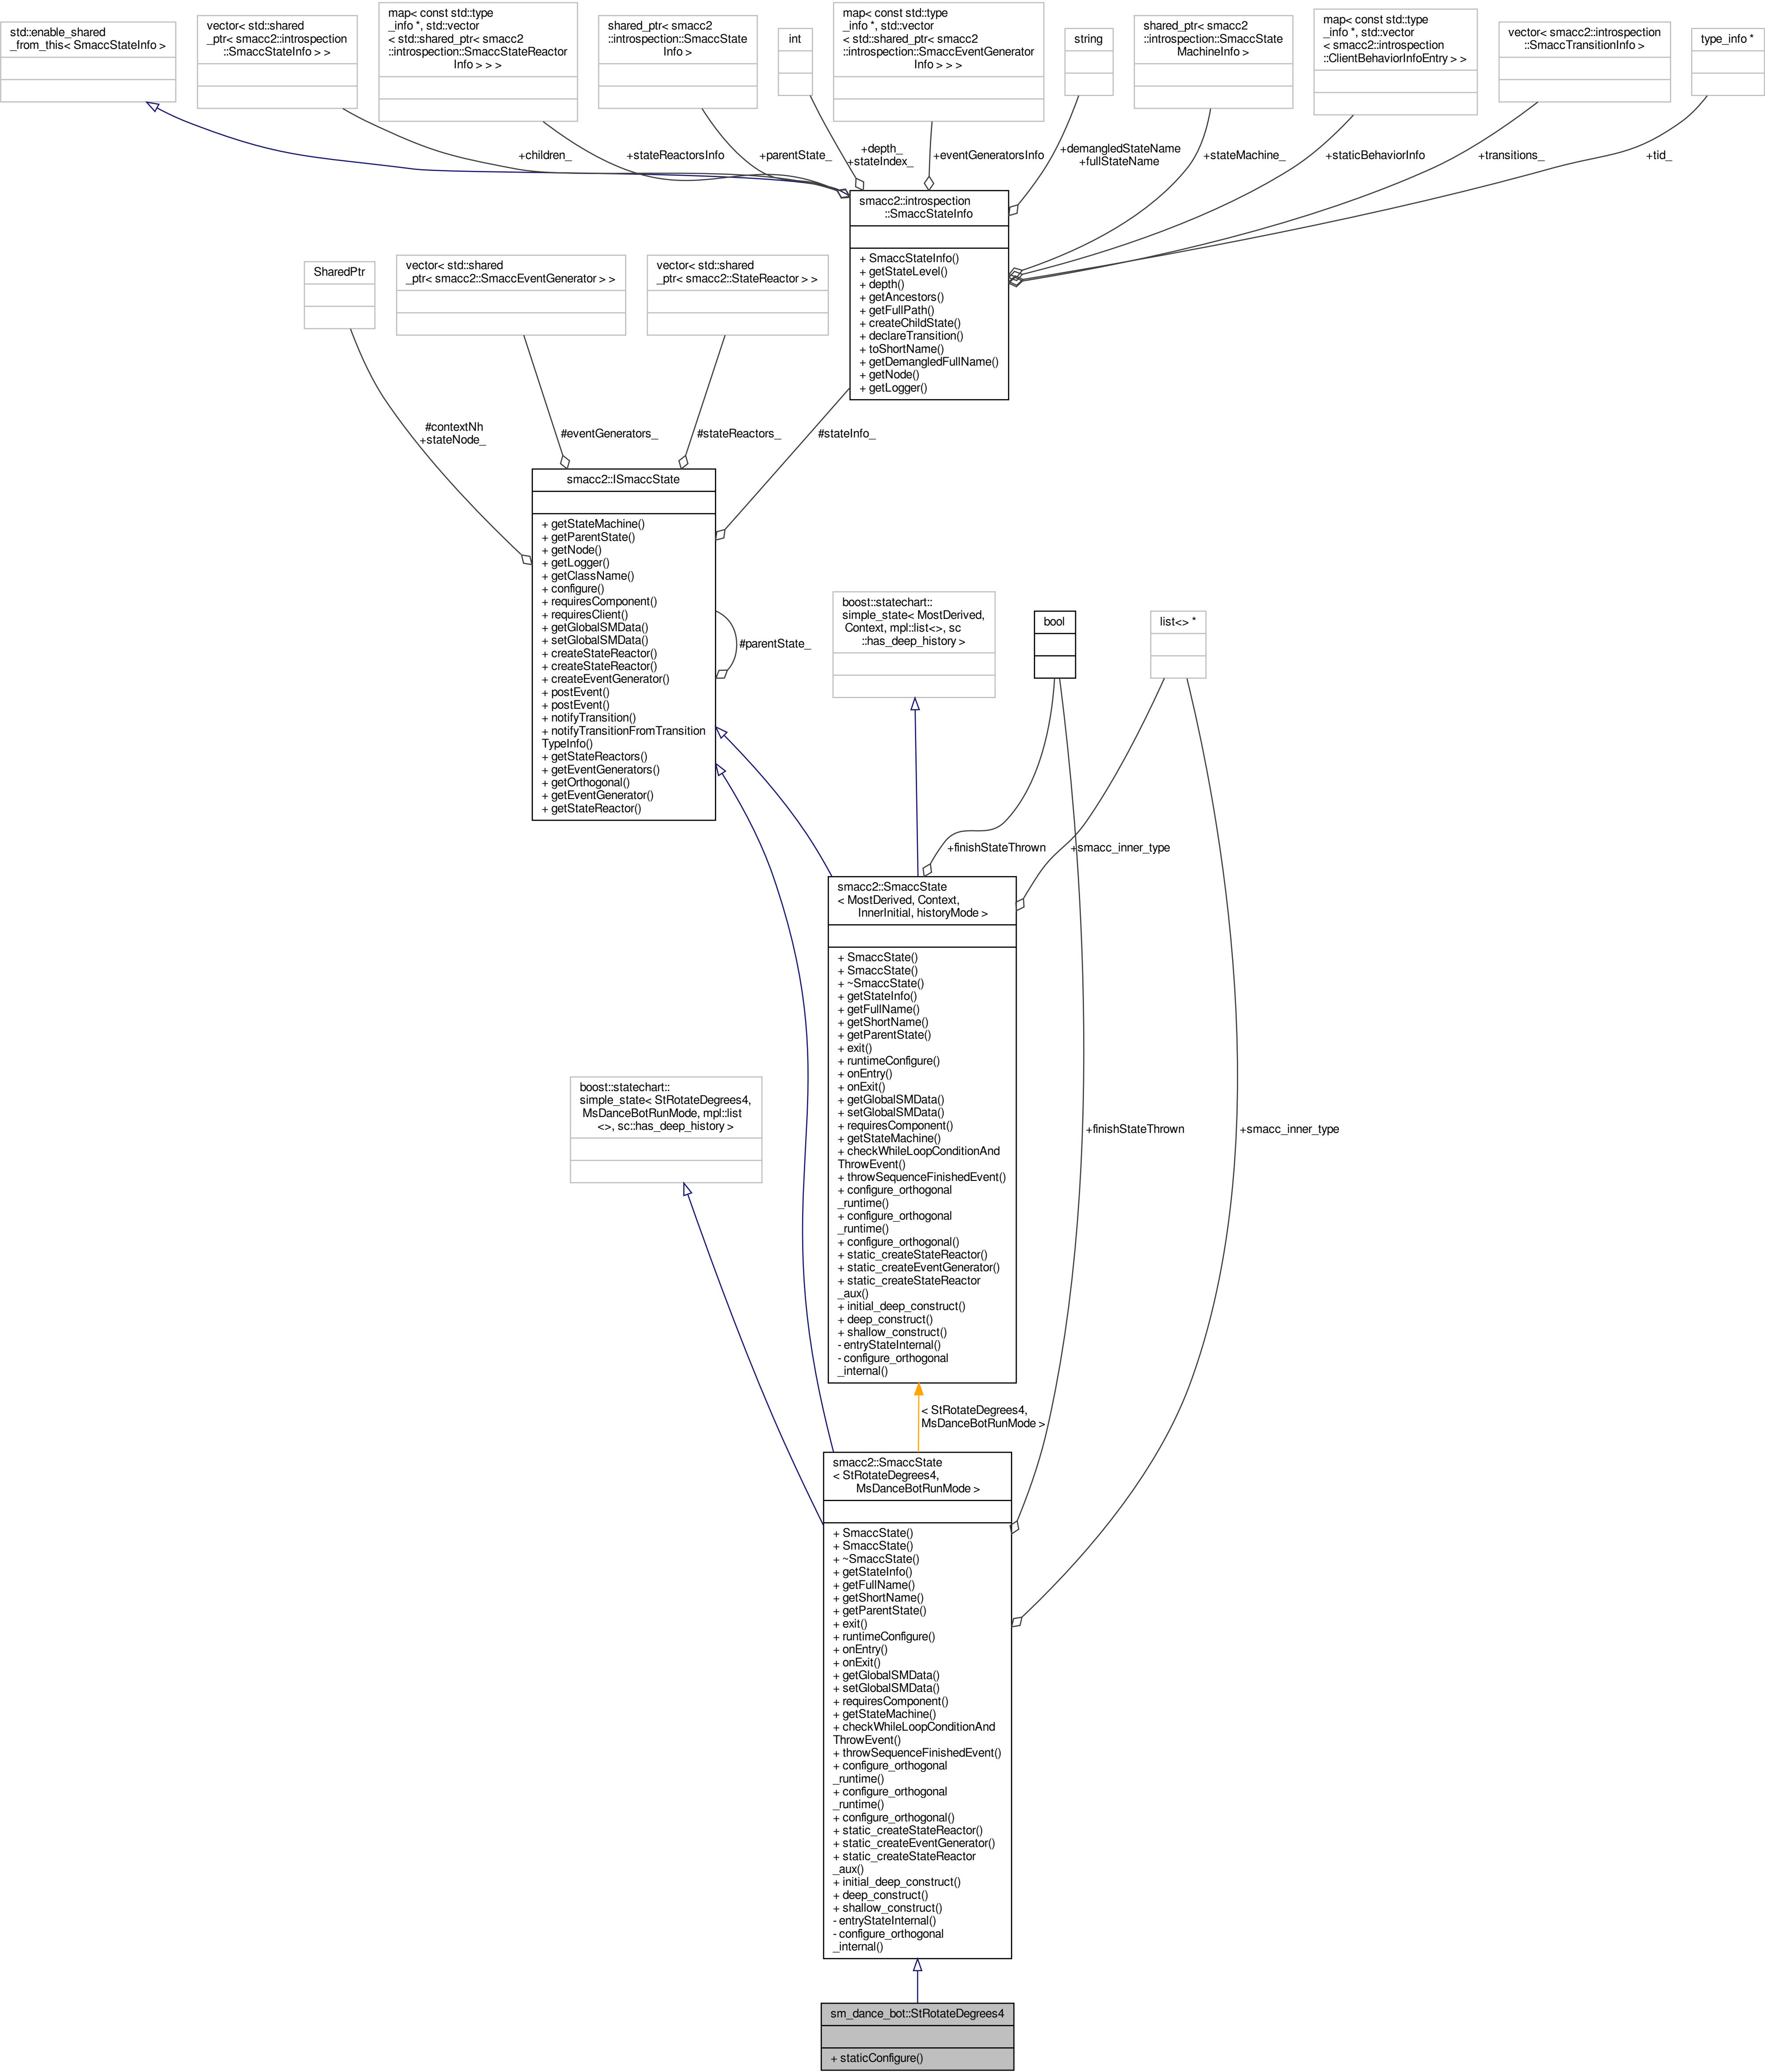 std::enable_shared
_from_this< SmaccStateInfo >
vector< std::shared
_ptr< smacc2::introspection
::SmaccStateInfo > >
map< const std::type
_info *, std::vector
< std::shared_ptr< smacc2
::introspection::SmaccStateReactor
Info > > >
shared_ptr< smacc2
::introspection::SmaccState
Info >
int
map< const std::type
_info *, std::vector
< std::shared_ptr< smacc2
::introspection::SmaccEventGenerator
Info > > >
string
shared_ptr< smacc2
::introspection::SmaccState
MachineInfo >
map< const std::type
_info *, std::vector
< smacc2::introspection
::ClientBehaviorInfoEntry > >
vector< smacc2::introspection
::SmaccTransitionInfo >
type_info *
+children_
+stateReactorsInfo
+parentState_
+depth_
+stateIndex_
+eventGeneratorsInfo
+demangledStateName
+fullStateName
+stateMachine_
+staticBehaviorInfo
+transitions_
+tid_
smacc2::introspection
::SmaccStateInfo
+ SmaccStateInfo()
+ getStateLevel()
+ depth()
+ getAncestors()
+ getFullPath()
+ createChildState()
+ declareTransition()
+ toShortName()
+ getDemangledFullName()
+ getNode()
+ getLogger()
SharedPtr
vector< std::shared
_ptr< smacc2::SmaccEventGenerator > >
vector< std::shared
_ptr< smacc2::StateReactor > >
#contextNh
+stateNode_
#eventGenerators_
#stateReactors_
#stateInfo_
smacc2::ISmaccState
+ getStateMachine()
+ getParentState()
+ getNode()
+ getLogger()
+ getClassName()
+ configure()
+ requiresComponent()
+ requiresClient()
+ getGlobalSMData()
+ setGlobalSMData()
+ createStateReactor()
+ createStateReactor()
+ createEventGenerator()
+ postEvent()
+ postEvent()
+ notifyTransition()
+ notifyTransitionFromTransition
TypeInfo()
+ getStateReactors()
+ getEventGenerators()
+ getOrthogonal()
+ getEventGenerator()
+ getStateReactor()
#parentState_
boost::statechart::
simple_state< MostDerived,
Context, mpl::list<>, sc
::has_deep_history >
bool
list<> *
+finishStateThrown
+smacc_inner_type
smacc2::SmaccState
< MostDerived, Context,
InnerInitial, historyMode >
+ SmaccState()
+ SmaccState()
+ ~SmaccState()
+ getStateInfo()
+ getFullName()
+ getShortName()
+ getParentState()
+ exit()
+ runtimeConfigure()
+ onEntry()
+ onExit()
+ getGlobalSMData()
+ setGlobalSMData()
+ requiresComponent()
+ getStateMachine()
+ checkWhileLoopConditionAnd
ThrowEvent()
+ throwSequenceFinishedEvent()
+ configure_orthogonal
_runtime()
+ configure_orthogonal
_runtime()
+ configure_orthogonal()
+ static_createStateReactor()
+ static_createEventGenerator()
+ static_createStateReactor
_aux()
+ initial_deep_construct()
+ deep_construct()
+ shallow_construct()
- entryStateInternal()
- configure_orthogonal
_internal()
boost::statechart::
simple_state< StRotateDegrees4,
MsDanceBotRunMode, mpl::list
<>, sc::has_deep_history >
+finishStateThrown
+smacc_inner_type
< StRotateDegrees4,
MsDanceBotRunMode >
smacc2::SmaccState
< StRotateDegrees4,
MsDanceBotRunMode >
+ SmaccState()
+ SmaccState()
+ ~SmaccState()
+ getStateInfo()
+ getFullName()
+ getShortName()
+ getParentState()
+ exit()
+ runtimeConfigure()
+ onEntry()
+ onExit()
+ getGlobalSMData()
+ setGlobalSMData()
+ requiresComponent()
+ getStateMachine()
+ checkWhileLoopConditionAnd
ThrowEvent()
+ throwSequenceFinishedEvent()
+ configure_orthogonal
_runtime()
+ configure_orthogonal
_runtime()
+ configure_orthogonal()
+ static_createStateReactor()
+ static_createEventGenerator()
+ static_createStateReactor
_aux()
+ initial_deep_construct()
+ deep_construct()
+ shallow_construct()
- entryStateInternal()
- configure_orthogonal
_internal()
sm_dance_bot::StRotateDegrees4
+ staticConfigure()